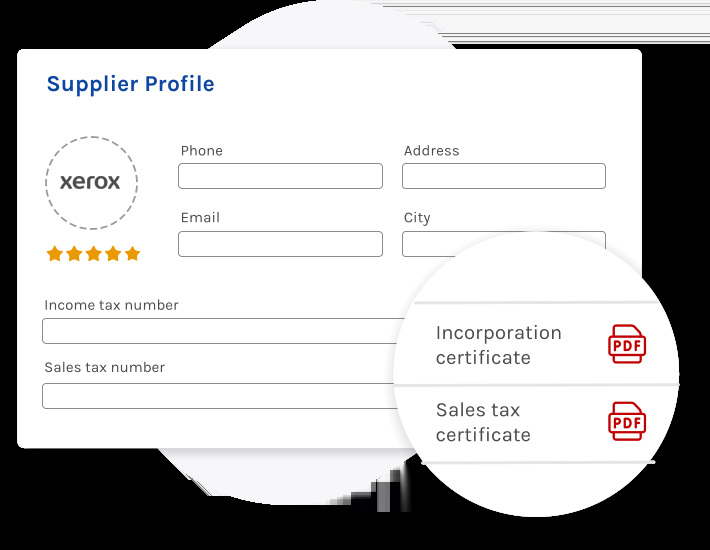 Supplier Profile
xerox
Phone
Address
Email
City
Income tax number
Sales tax number
Incorporation
certificate
PDF
Sales tax
certificate
PDF